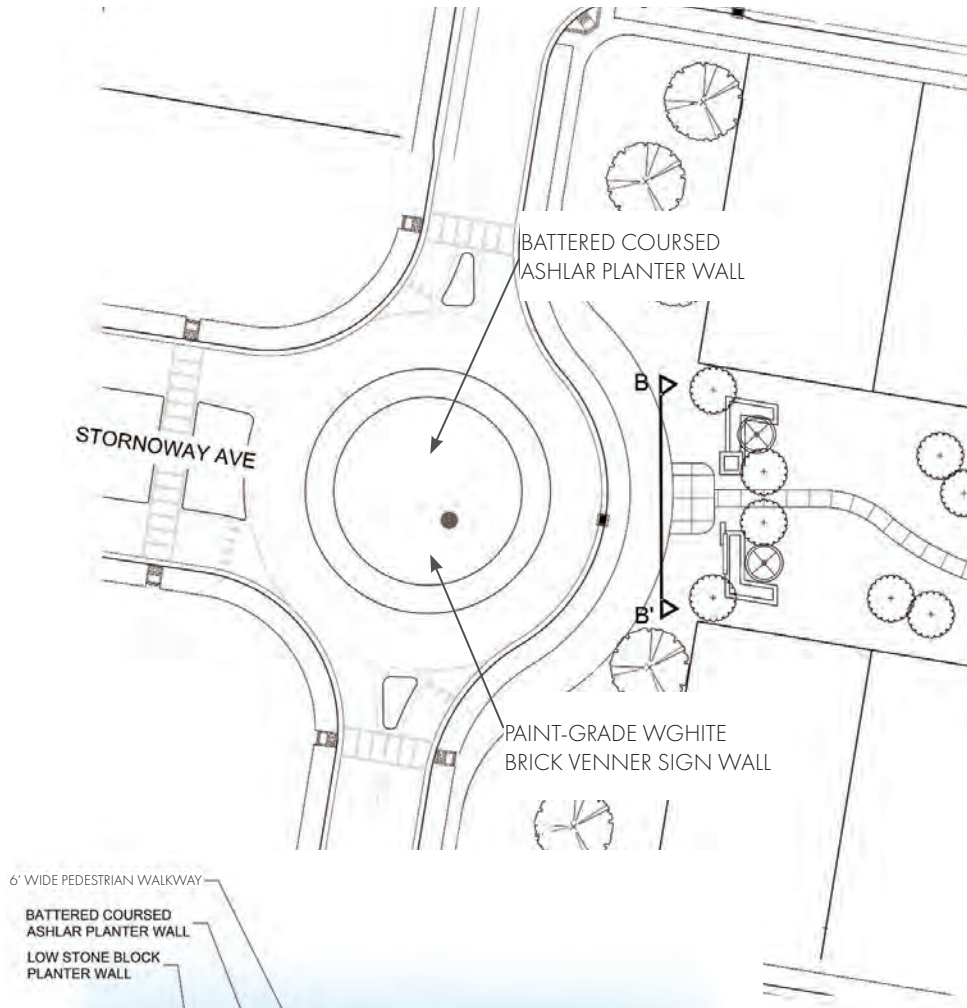 BATTERED COURSED
ASHLAR PLANTER WALL
B
STORNOWAY AVE
B'
PAINT-GRADE WGHITE
BRICK VENNER SIGN WALL
6' WIDE PEDESTRIAN WALKWAY
BATTERED COURSED
ASHLAR PLANTER WALL
LOW STONE BLOCK
PLANTER WALL